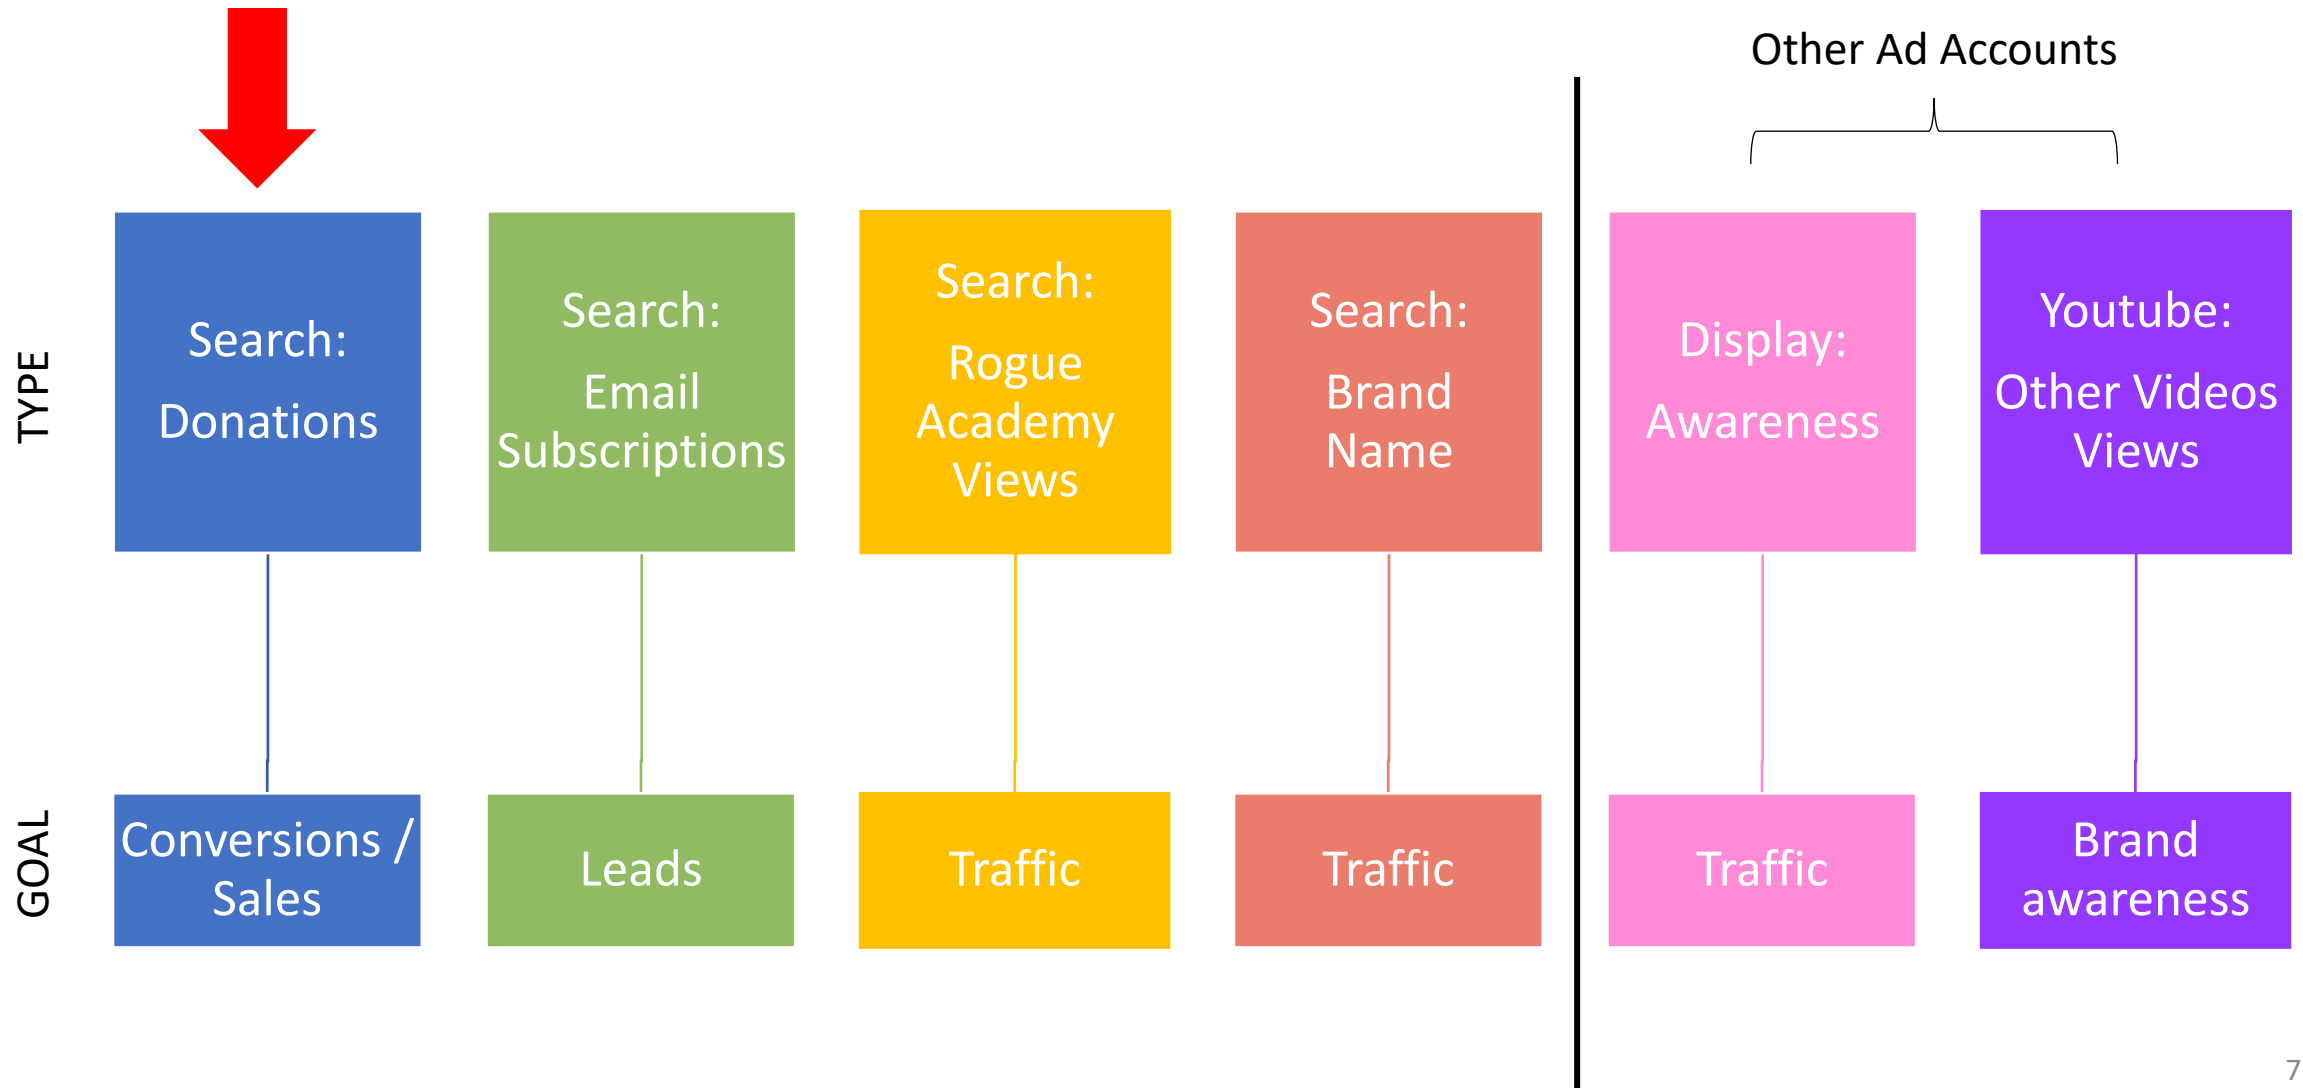 Other Ad Accounts
TYPE
Search:
Donations
Search:
Email
Subscriptions
Search:
Rogue
Academy
Views
Search:
Brand
Name
Display:
Awareness
Youtube:
Other Videos
Views
GOAL
Conversions /
Sales
Leads
Traffic
Traffic
Traffic
Brand
awareness
7